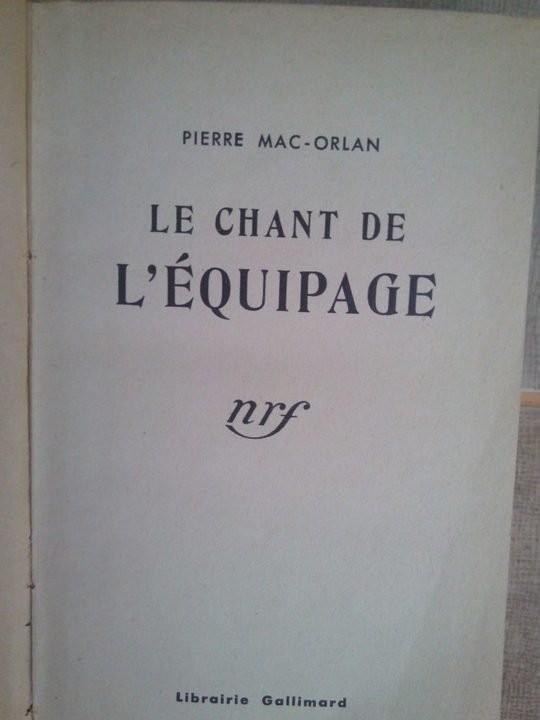 PIERRE MAC-ORLAN
LE CHANT DE
L'ÉQUIPAGE
nrf
Librairie Gallimard